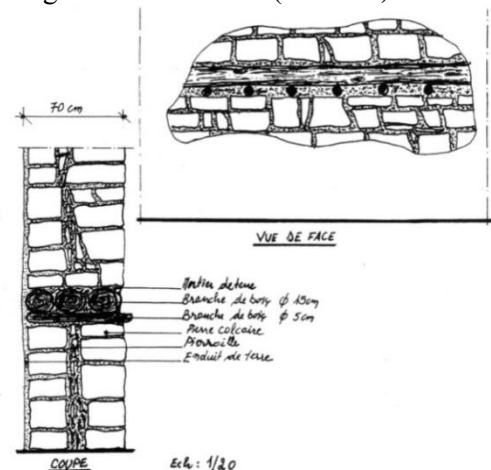 70 cm
VUE DE FACE
Mortier de terre
Branche de bois ϕ 15cm
Branche de bois ϕ 5cm
Pierre calcaire
Pierraille
Enduit de terre
COUPE
Ech: 1/20